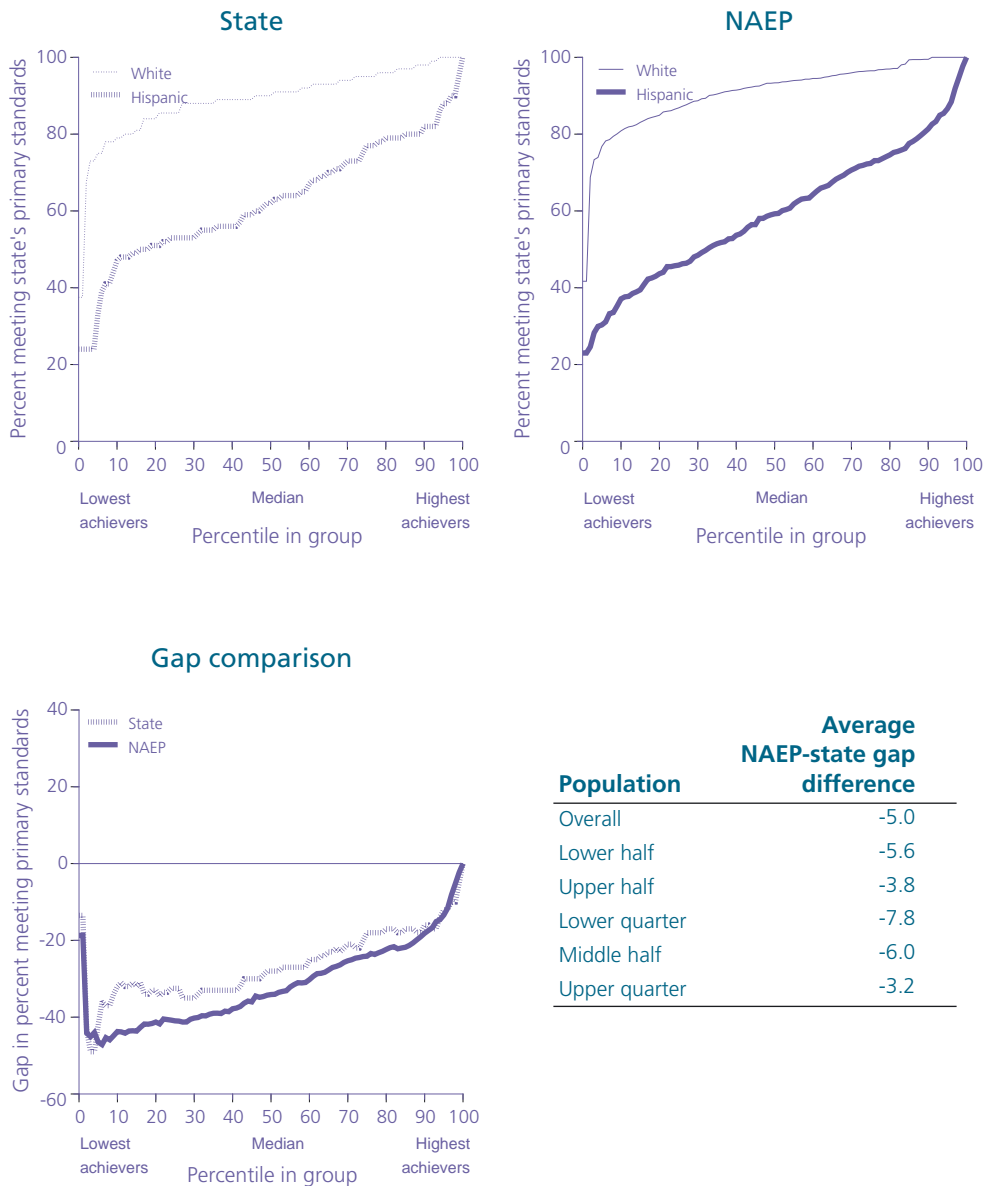 State
Percent meeting state's primary standards
100
80
60
40
20
0
White
Hispanic
0 10 20 30 40 50 60 70 80 90 100
Lowest achievers
Median
Highest achievers
Percentile in group
NAEP
Percent meeting state's primary standards
100
80
60
40
20
0
White
Hispanic
0 10 20 30 40 50 60 70 80 90 100
Lowest achievers
Median
Highest achievers
Percentile in group
Gap comparison
Gap in percent meeting primary standards
40
20
0
-20
-40
-60
State
NAEP
0 10 20 30 40 50 60 70 80 90 100
Lowest achievers
Median
Highest achievers
Percentile in group
Average
NAEP-state gap
Population difference
Overall -5.0
Lower half -5.6
Upper half -3.8
Lower quarter -7.8
Middle half -6.0
Upper quarter -3.2